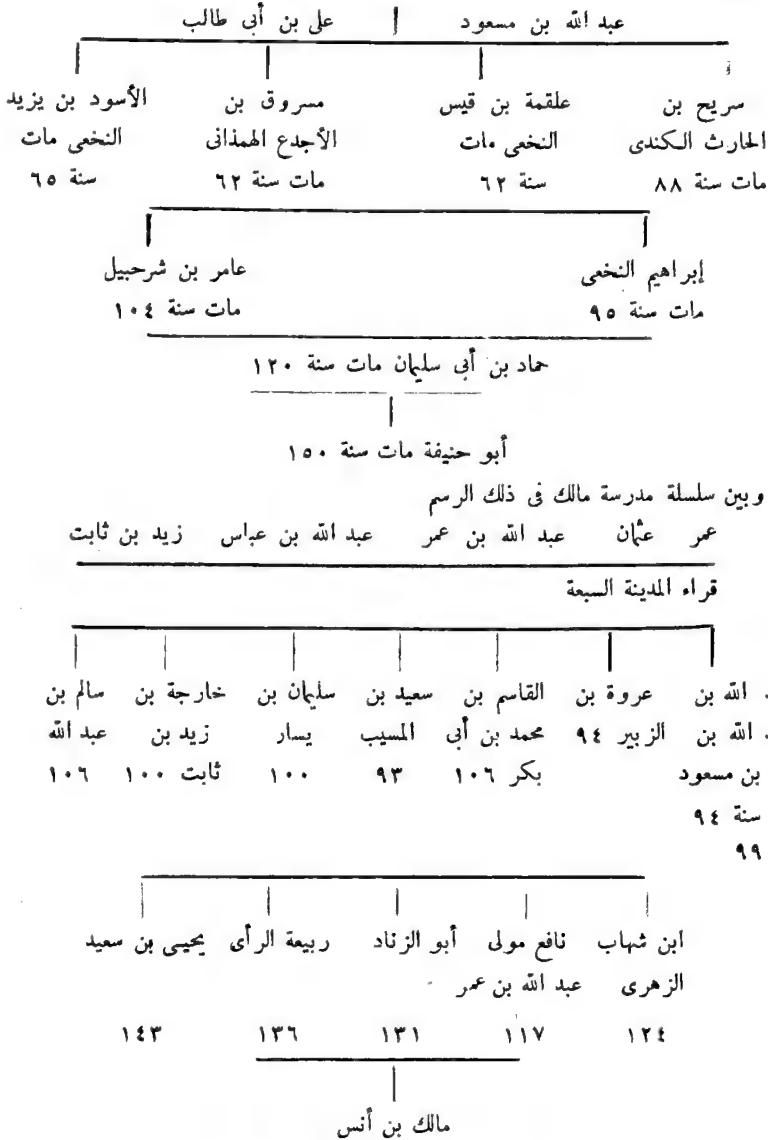 عبد الله بن مسعود على بن أبى طالب
سريح بن علقمة بن قيس مسروق بن الأسود بن يزيد
الحارث الكندى النخعى مات الأجدع الهمذانى النخعى مات
مات سنة ٨٨ سنة ٦٢ مات سنة ٦٢ سنة ٦٥
إبراهيم النخعى عامر بن شرحبيل
مات سنة ٩٥ مات سنة ١٠٤
حماد بن أبى سليمان مات سنة ١٢٠
أبو حنيفة مات سنة ١٥٠
وبين سلسلة مدرسة مالك فى ذلك الرسم
عمر عثمان عبد الله بن عمر عبد الله بن عباس زيد بن ثابت
قراء المدينة السبعة
الله بن عروة بن القاسم بن سعيد بن سليمان بن خارجة بن سالم بن
الله بن الزبير ٩٤ محمد بن أبى المسيب يسار زيد بن عبد الله
بن مسعود بكر ١٠٦ ٩٣ ١٠٠ ثابت ١٠٠ ١٠٦
سنة ٩٤
٩٩
ابن شهاب نافع مولى أبو الزناد ربيعة الرأى يحيى بن سعيد
الزهرى عبد الله بن عمر
١٢٤ ١١٧ ١٣١ ١٣٦ ١٤٣
مالك بن أنس